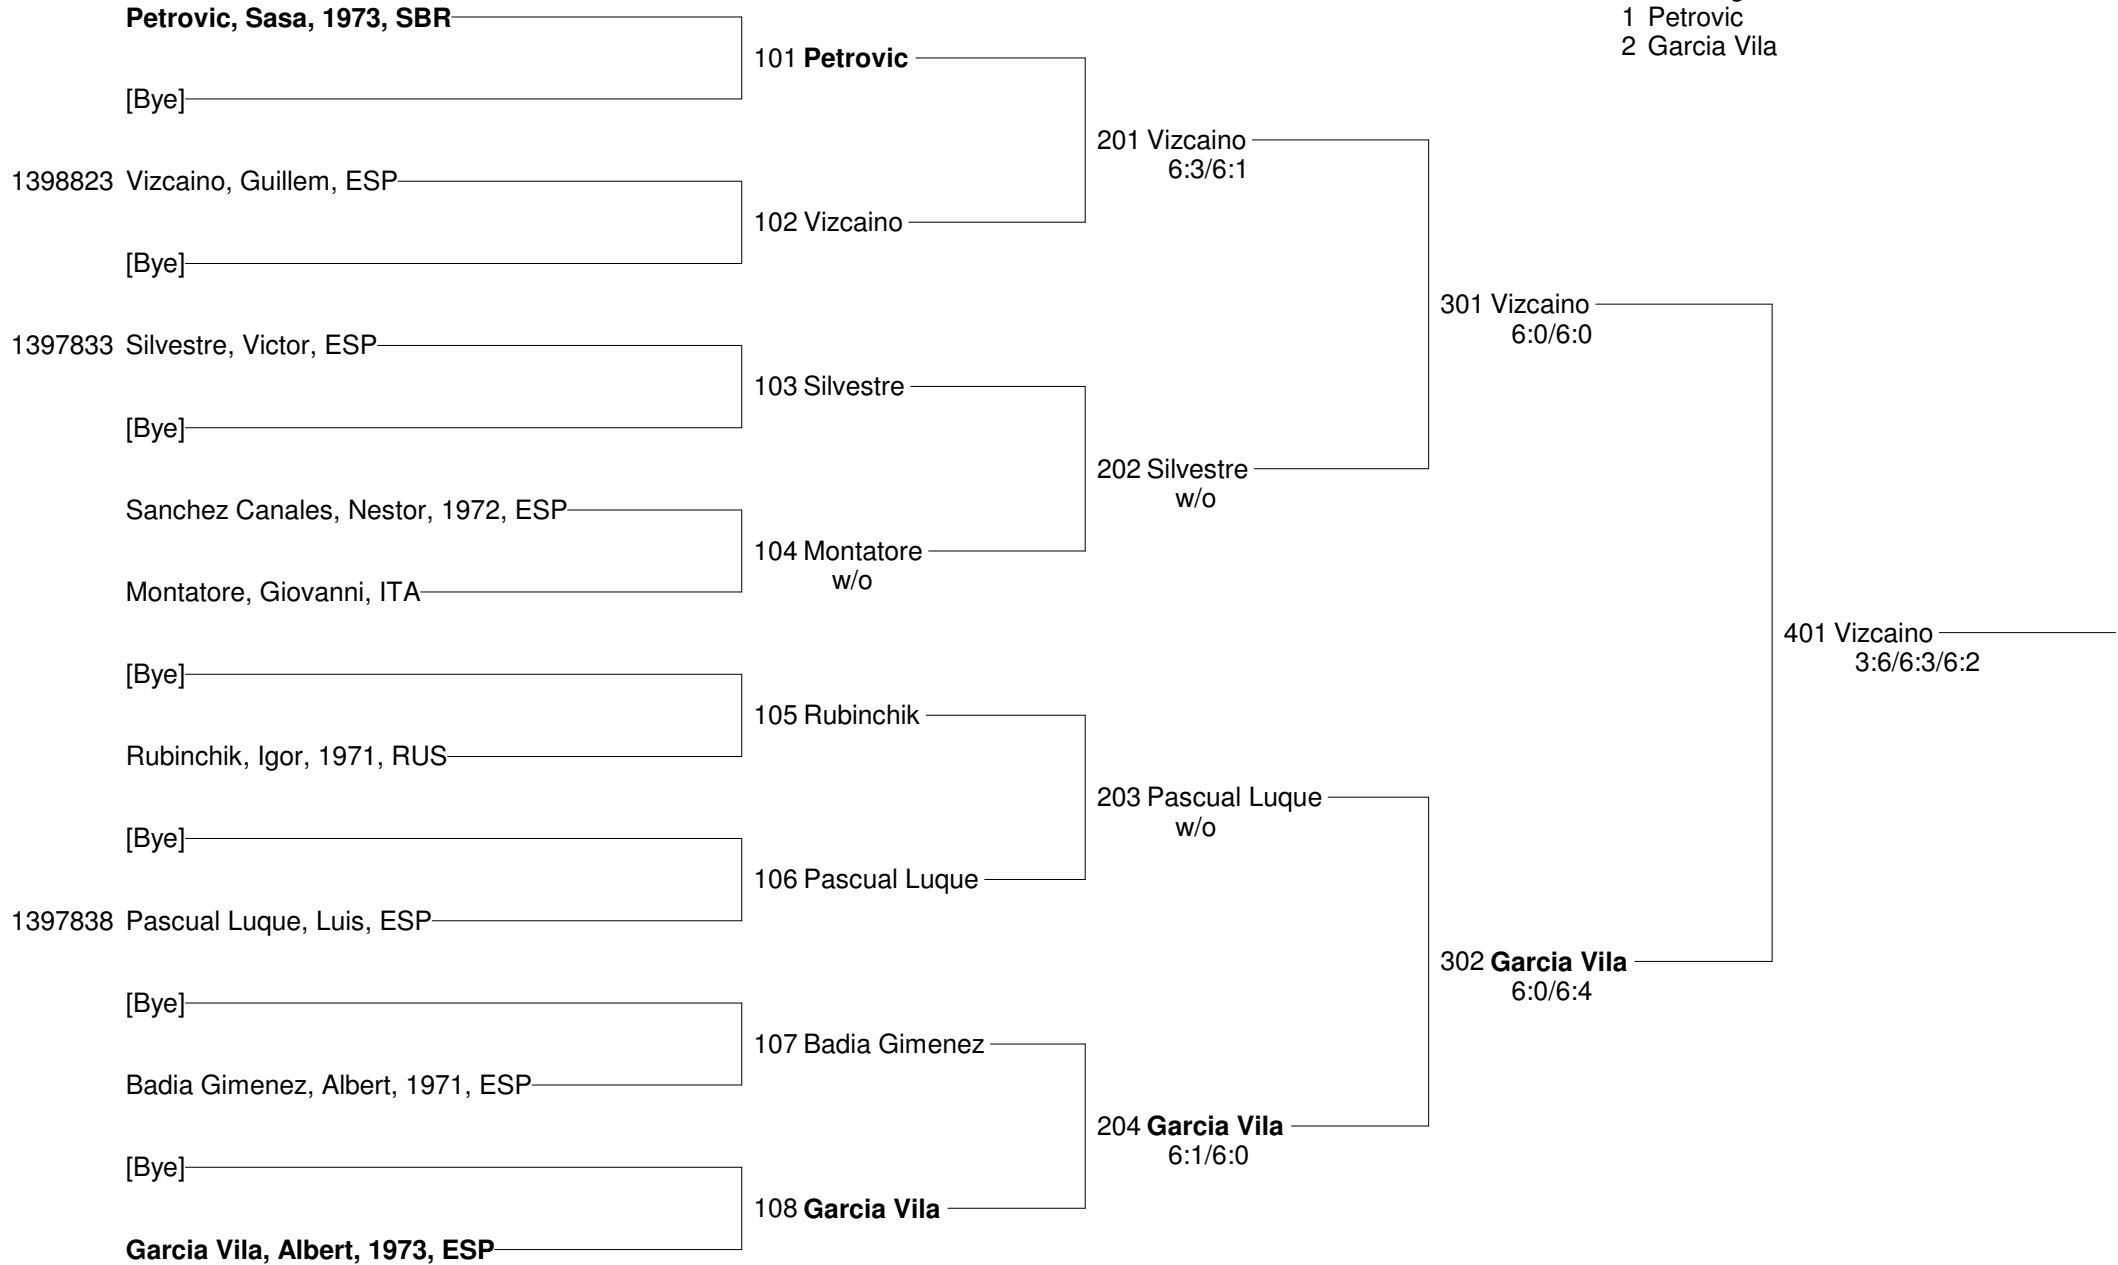 Petrovic, Sasa, 1973, SBR
1 Petrovic
2 Garcia Vila
101 Petrovic
[Bye]
201 Vizcaino
6:3/6:1
1398823 Vizcaino, Guillem, ESP
102 Vizcaino
[Bye]
301 Vizcaino
6:0/6:0
1397833 Silvestre, Victor, ESP
103 Silvestre
[Bye]
202 Silvestre
w/o
Sanchez Canales, Nestor, 1972, ESP
104 Montatore
w/o
Montatore, Giovanni, ITA
401 Vizcaino
3:6/6:3/6:2
[Bye]
105 Rubinchik
Rubinchik, Igor, 1971, RUS
203 Pascual Luque
w/o
[Bye]
106 Pascual Luque
1397838 Pascual Luque, Luis, ESP
302 Garcia Vila
6:0/6:4
[Bye]
107 Badia Gimenez
Badia Gimenez, Albert, 1971, ESP
204 Garcia Vila
6:1/6:0
[Bye]
108 Garcia Vila
Garcia Vila, Albert, 1973, ESP